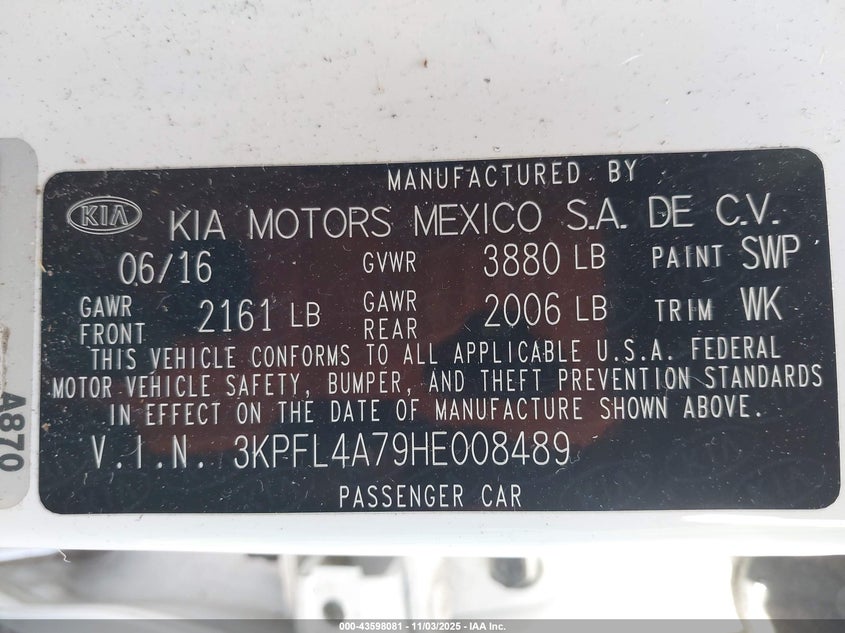 MANUFACTURED BY
KIA
KIA MOTORS MEXICO S.A. DE C.V.
06/16 GVWR 3880 LB PAINT SWP
GAWR FRONT 2161 LB GAWR REAR 2006 LB TRIM WK
THIS VEHICLE CONFORMS TO ALL APPLICABLE U.S.A. FEDERAL
MOTOR VEHICLE SAFETY, BUMPER, AND THEFT PREVENTION STANDARDS
IN EFFECT ON THE DATE OF MANUFACTURE SHOWN ABOVE.
V.I.N. 3KPFL4A79HE008489
PASSENGER CAR
A870
000-43598081 - 11/03/2025 - IAA Inc.